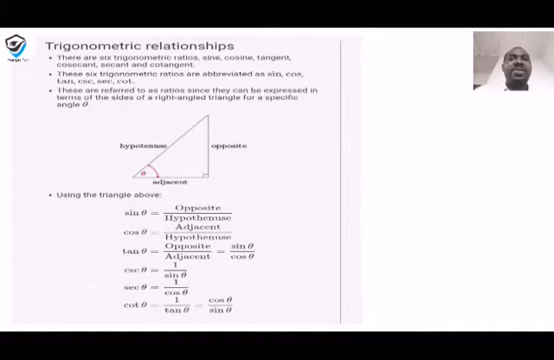 Trigonometric relationships
• There are six trigonometric ratios, sine, cosine, tangent,
cosecant, secant and cotangent.
• These six trigonometric ratios are abbreviated as sin, cos,
tan, csc, sec, cot.
• These are referred to as ratios since they can be expressed in
terms of the sides of a right-angled triangle for a specific
angle θ.
hypotenuse
opposite
θ
adjacent
• Using the triangle above:
sin θ = Opposite / Hypothenuse
cos θ = Adjacent / Hypothenuse
tan θ = Opposite / Adjacent = sin θ / cos θ
csc θ = 1 / sin θ
sec θ = 1 / cos θ
cot θ = 1 / tan θ = cos θ / sin θ